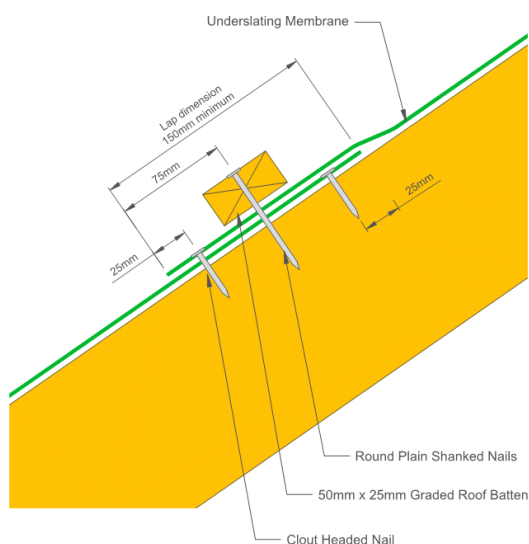 Underslating Membrane
Lap dimension
150mm minimum
75mm
25mm
25mm
Round Plain Shanked Nails
50mm x 25mm Graded Roof Batten
Clout Headed Nail